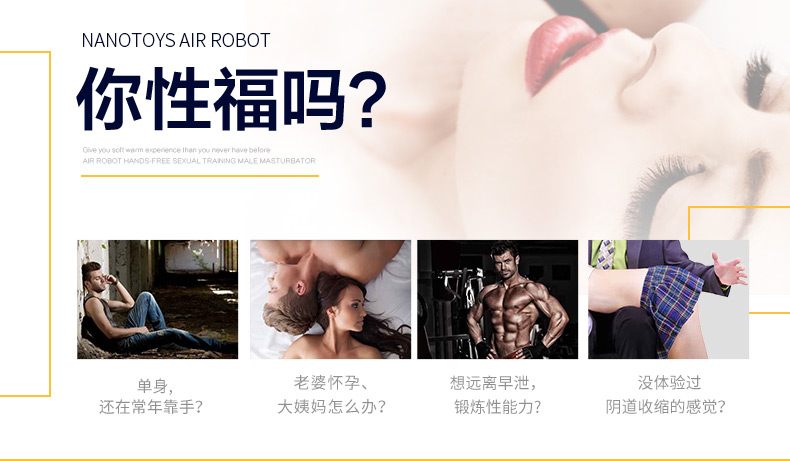 NANOTOYS AIR ROBOT
你性福吗?
Give you soft warm experience than you never have before
AIR ROBOT HANDS-FREE SEXUAL TRAINING MALE MASTURBATOR
单身,
还在常年靠手?
老婆怀孕、
大姨妈怎么办?
想远离早泄,
锻炼性能力?
没体验过
阴道收缩的感觉?